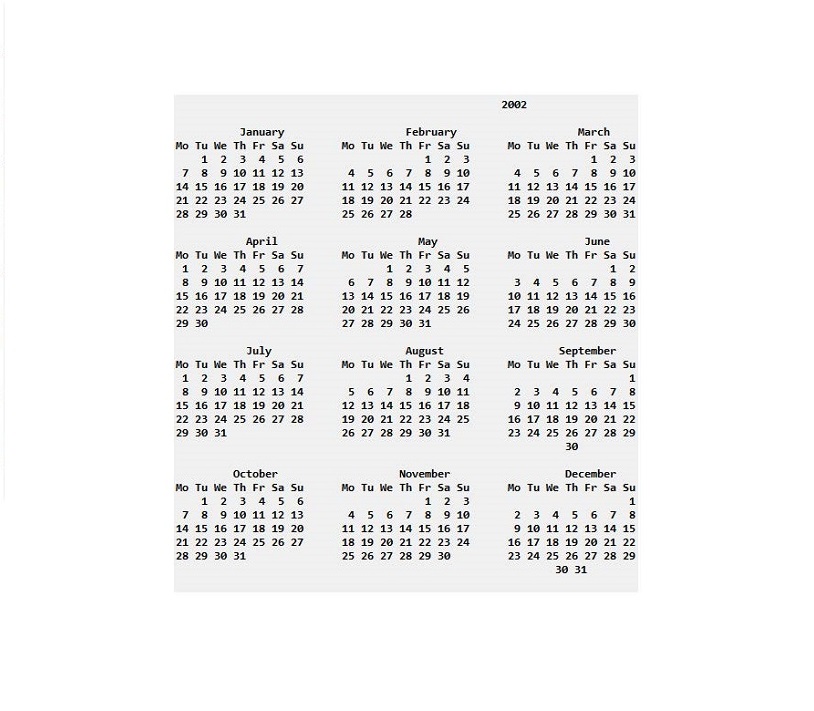 2002
January February March
Mo Tu We Th Fr Sa Su Mo Tu We Th Fr Sa Su Mo Tu We Th Fr Sa Su
1 2 3 4 5 6 1 2 3 1 2 3
7 8 9 10 11 12 13 4 5 6 7 8 9 10 4 5 6 7 8 9 10
14 15 16 17 18 19 20 11 12 13 14 15 16 17 11 12 13 14 15 16 17
21 22 23 24 25 26 27 18 19 20 21 22 23 24 18 19 20 21 22 23 24
28 29 30 31 25 26 27 28 25 26 27 28 29 30 31
April May June
Mo Tu We Th Fr Sa Su Mo Tu We Th Fr Sa Su Mo Tu We Th Fr Sa Su
1 2 3 4 5 6 7 1 2 3 4 5 1 2
8 9 10 11 12 13 14 6 7 8 9 10 11 12 3 4 5 6 7 8 9
15 16 17 18 19 20 21 13 14 15 16 17 18 19 10 11 12 13 14 15 16
22 23 24 25 26 27 28 20 21 22 23 24 25 26 17 18 19 20 21 22 23
29 30 27 28 29 30 31 24 25 26 27 28 29 30
July August September
Mo Tu We Th Fr Sa Su Mo Tu We Th Fr Sa Su Mo Tu We Th Fr Sa Su
1 2 3 4 5 6 7 1 2 3 4 1
8 9 10 11 12 13 14 5 6 7 8 9 10 11 2 3 4 5 6 7 8
15 16 17 18 19 20 21 12 13 14 15 16 17 18 9 10 11 12 13 14 15
22 23 24 25 26 27 28 19 20 21 22 23 24 25 16 17 18 19 20 21 22
29 30 31 26 27 28 29 30 31 23 24 25 26 27 28 29
30
October November December
Mo Tu We Th Fr Sa Su Mo Tu We Th Fr Sa Su Mo Tu We Th Fr Sa Su
1 2 3 4 5 6 1 2 3 1
7 8 9 10 11 12 13 4 5 6 7 8 9 10 2 3 4 5 6 7 8
14 15 16 17 18 19 20 11 12 13 14 15 16 17 9 10 11 12 13 14 15
21 22 23 24 25 26 27 18 19 20 21 22 23 24 16 17 18 19 20 21 22
28 29 30 31 25 26 27 28 29 30 23 24 25 26 27 28 29
30 31